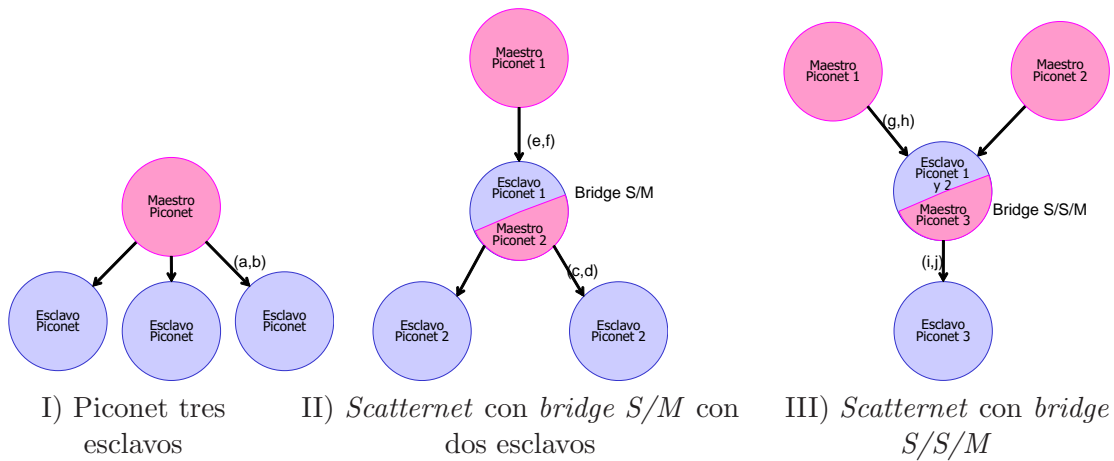 Maestro
Piconet
(a,b)
Esclavo
Piconet
Esclavo
Piconet
Esclavo
Piconet
I) Piconet tres
esclavos
Maestro
Piconet 1
(e,f)
Esclavo
Piconet 1
Bridge S/M
Maestro
Piconet 2
(c,d)
Esclavo
Piconet 2
Esclavo
Piconet 2
II) Scatternet con bridge S/M con
dos esclavos
Maestro
Piconet 1
Maestro
Piconet 2
(g,h)
Esclavo
Piconet 1
y 2
Maestro
Piconet 3
Bridge S/S/M
(i,j)
Esclavo
Piconet 3
III) Scatternet con bridge
S/S/M